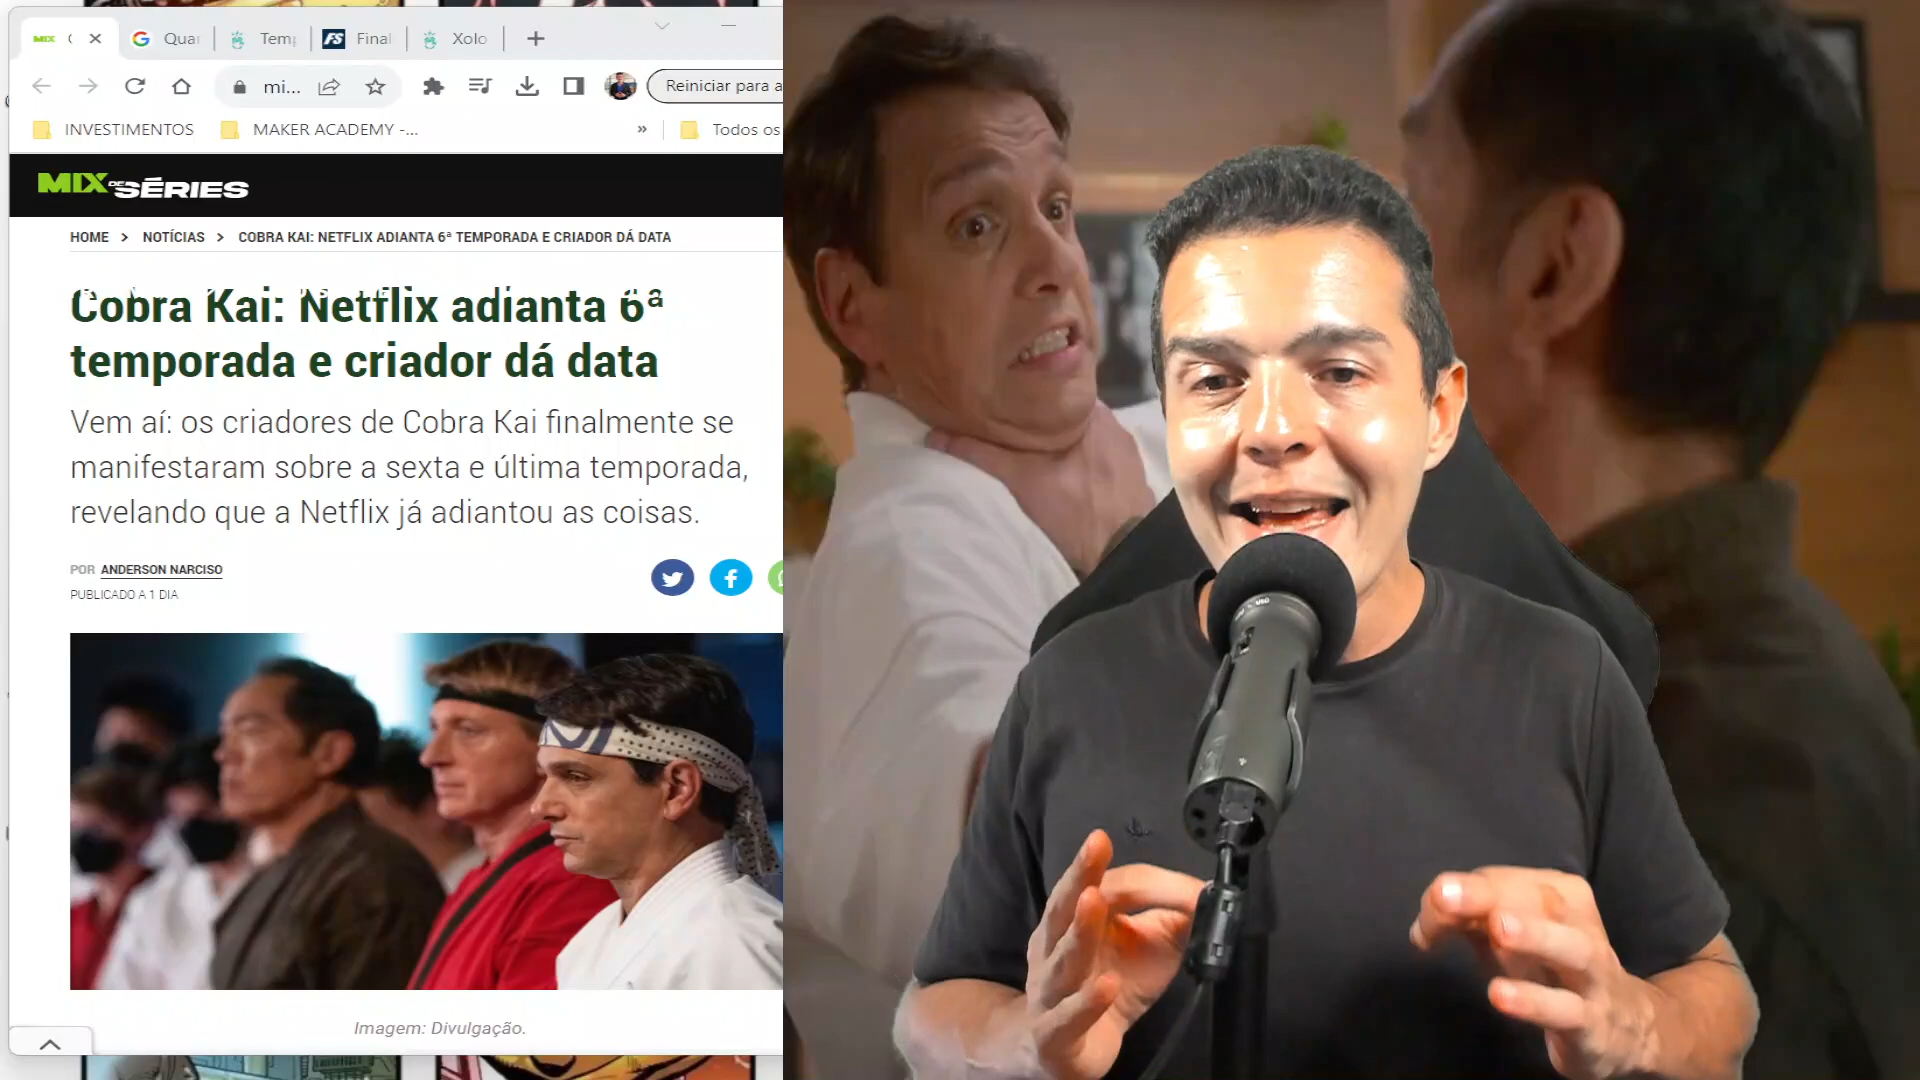 Quar
Temp
Final
Xolo
mi...
Reiniciar para a
INVESTIMENTOS
MAKER ACADEMY -...
»
Todos os
MIX DE SÉRIES
HOME > NOTÍCIAS > COBRA KAI: NETFLIX ADIANTA 6ª TEMPORADA E CRIADOR DÁ DATA
Cobra Kai: Netflix adianta 6ª
temporada e criador dá data
Vem aí: os criadores de Cobra Kai finalmente se
manifestaram sobre a sexta e última temporada,
revelando que a Netflix já adiantou as coisas.
POR ANDERSON NARCISO
PUBLICADO A 1 DIA
Imagem: Divulgação.